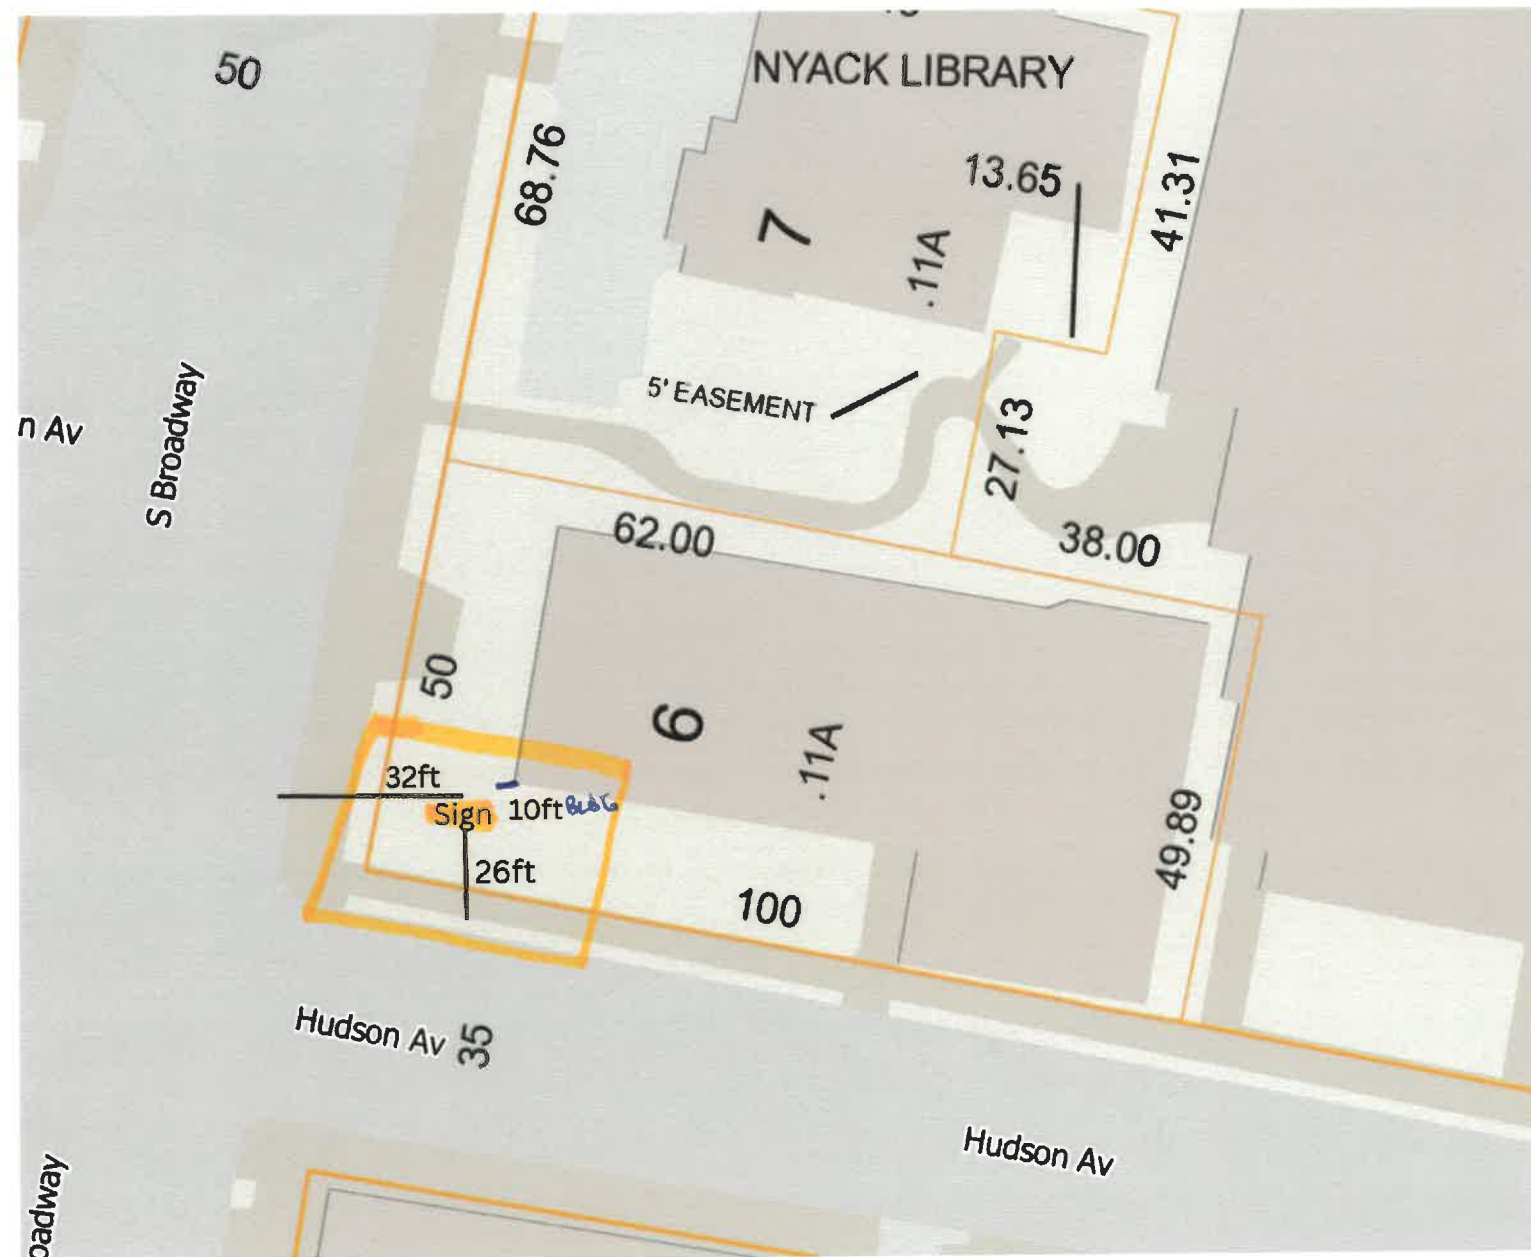 50
NYACK LIBRARY
68.76
13.65
41.31
7
.11A
5' EASEMENT
n Av
S Broadway
27.13
62.00
38.00
50
6
.11A
32ft
Sign
10ft BLDG
26ft
49.89
100
Hudson Av
35
Hudson Av
oadway